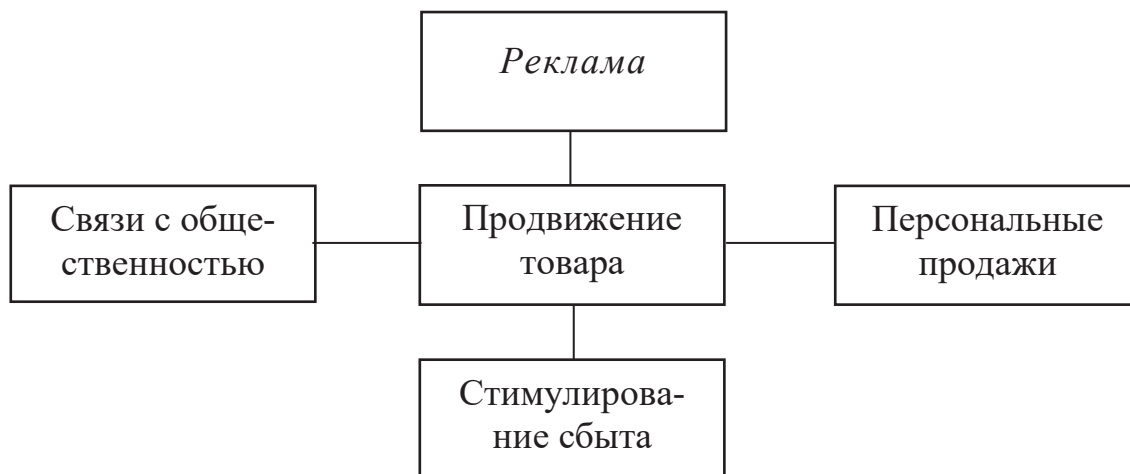 Реклама
Связи с обще-
ственностью
Продвижение
товара
Персональные
продажи
Стимулирова-
ние сбыта